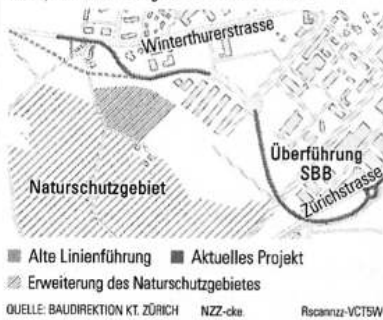 Winterthurerstrasse
Überführung
SBB
Zürichstrasse
Naturschutzgebiet
Alte Linienführung Aktuelles Projekt
Erweiterung des Naturschutzgebietes
QUELLE: BAUDIREKTION KT. ZÜRICH NZZ-cke. Rscannzz-VCT5W